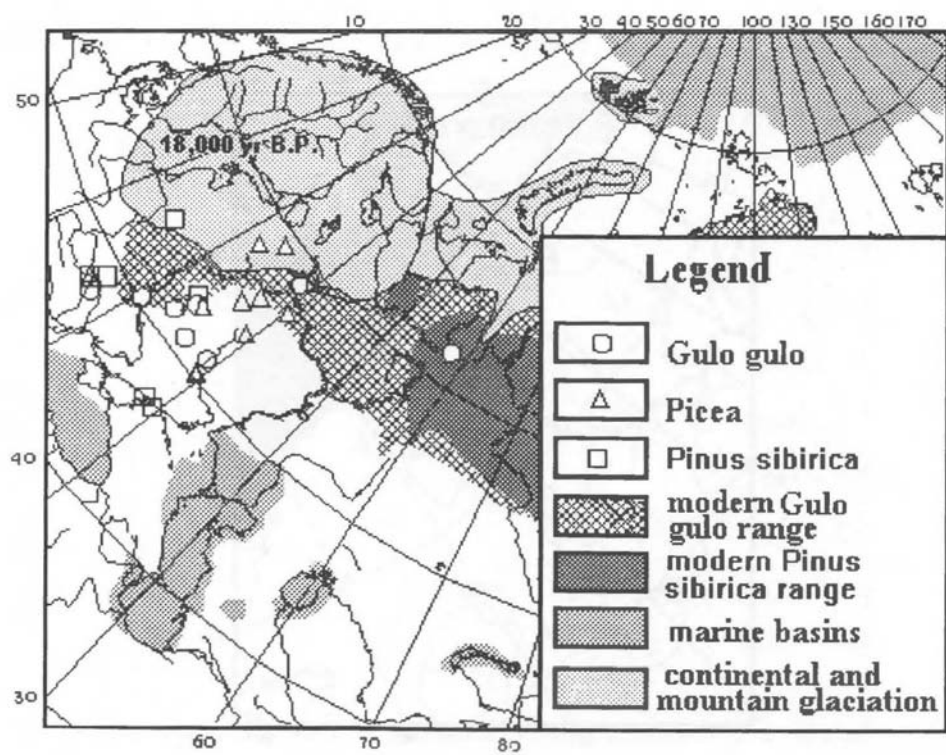 10 20 30 40 50 60 70 100 130 150 160 170
50
18,000 yr. B.P.
Legend
Gulo gulo
Picea
40
Pinus sibirica
modern Gulo
gulo range
modern Pinus
sibirica range
marine basins
30
continental and
mountain glaciation
60 70 80